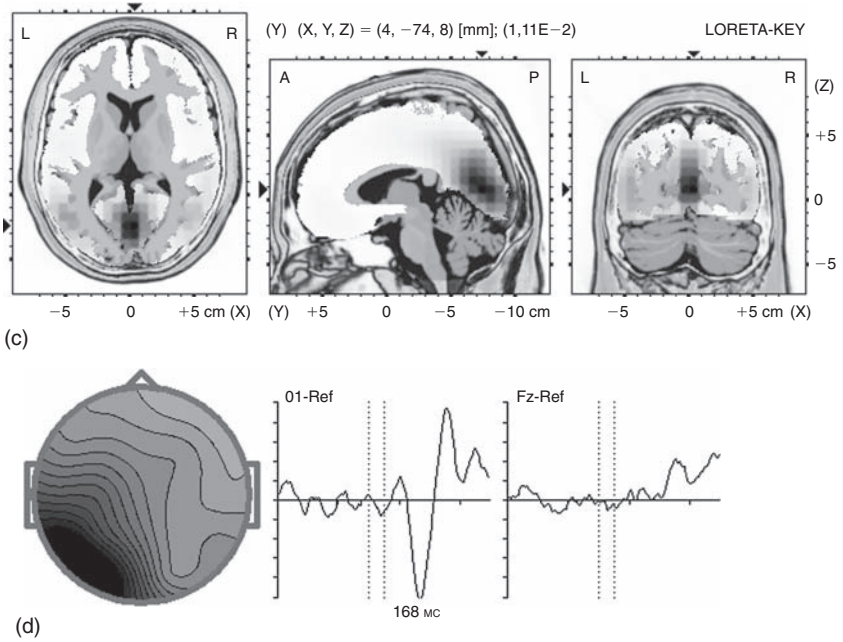 (Y) (X, Y, Z) = (4, −74, 8) [mm]; (1,11E−2) LORETA-KEY
L R
A P
L R
(Z)
+5
0
−5
−5 0 +5 cm (X)
(Y) +5 0 −5 −10 cm
−5 0 +5 cm (X)
(c)
01-Ref
Fz-Ref
168 мс
(d)